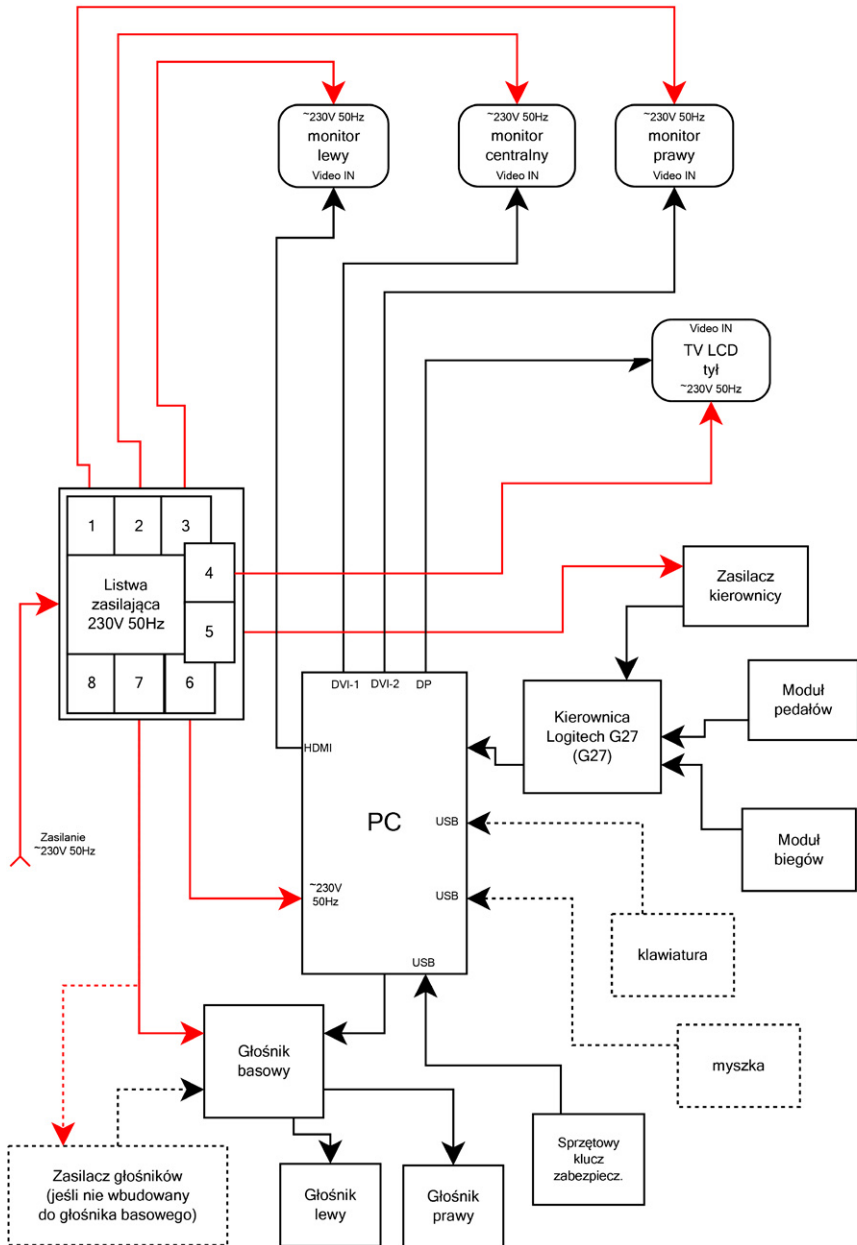 ~230V 50Hz
monitor
lewy
Video IN
~230V 50Hz
monitor
centralny
Video IN
~230V 50Hz
monitor
prawy
Video IN
Video IN
TV LCD
tył
~230V 50Hz
1
2
3
4
5
6
7
8
Listwa
zasilająca
230V 50Hz
Zasilacz
kierownicy
Zasilanie
~230V 50Hz
DVI-1
DVI-2
DP
HDMI
PC
USB
USB
~230V
50Hz
USB
Kierownica
Logitech G27
(G27)
Moduł
pedałów
Moduł
biegów
klawiatura
myszka
Głośnik
basowy
Zasilacz głośników
(jeśli nie wbudowany
do głośnika basowego)
Głośnik
lewy
Głośnik
prawy
Sprzętowy
klucz
zabezpiecz.